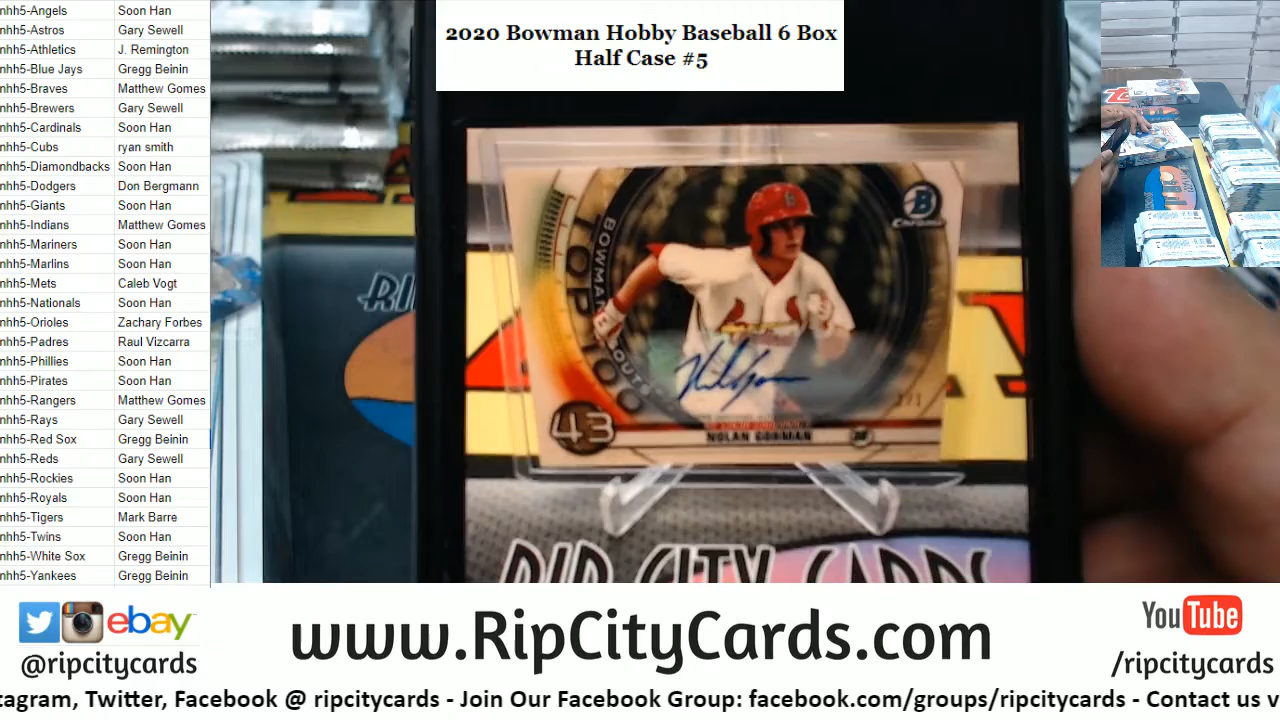 2020 Bowman Hobby Baseball 6 Box
Half Case #5
nhh5-Angels Soon Han
nhh5-Astros Gary Sewell
nhh5-Athletics J. Remington
nhh5-Blue Jays Gregg Beinin
nhh5-Braves Matthew Gomes
nhh5-Brewers Gary Sewell
nhh5-Cardinals Soon Han
nhh5-Cubs ryan smith
nhh5-Diamondbacks Soon Han
nhh5-Dodgers Don Bergmann
nhh5-Giants Soon Han
nhh5-Indians Matthew Gomes
nhh5-Mariners Soon Han
nhh5-Marlins Soon Han
nhh5-Mets Caleb Vogt
nhh5-Nationals Soon Han
nhh5-Orioles Zachary Forbes
nhh5-Padres Raul Vizcarra
nhh5-Phillies Soon Han
nhh5-Pirates Soon Han
nhh5-Rangers Matthew Gomes
nhh5-Rays Gary Sewell
nhh5-Red Sox Gregg Beinin
nhh5-Reds Gary Sewell
nhh5-Rockies Soon Han
nhh5-Royals Soon Han
nhh5-Tigers Mark Barre
nhh5-Twins Soon Han
nhh5-White Sox Gregg Beinin
nhh5-Yankees Gregg Beinin
B
TOP 100
43
NOLAN GORMAN
RIP CITY CARDS
ebay
@ripcitycards
www.RipCityCards.com
YouTube
/ripcitycards
stagram, Twitter, Facebook @ ripcitycards - Join Our Facebook Group: facebook.com/groups/ripcitycards - Contact us v